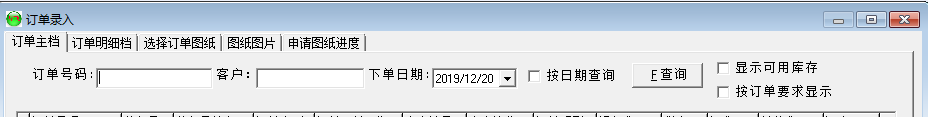 订单录入
订单主档 订单明细档 选择订单图纸 图纸图片 申请图纸进度
订单号码: 客户: 下单日期: 2019/12/20 按日期查询 F查询 显示可用库存
按订单要求显示